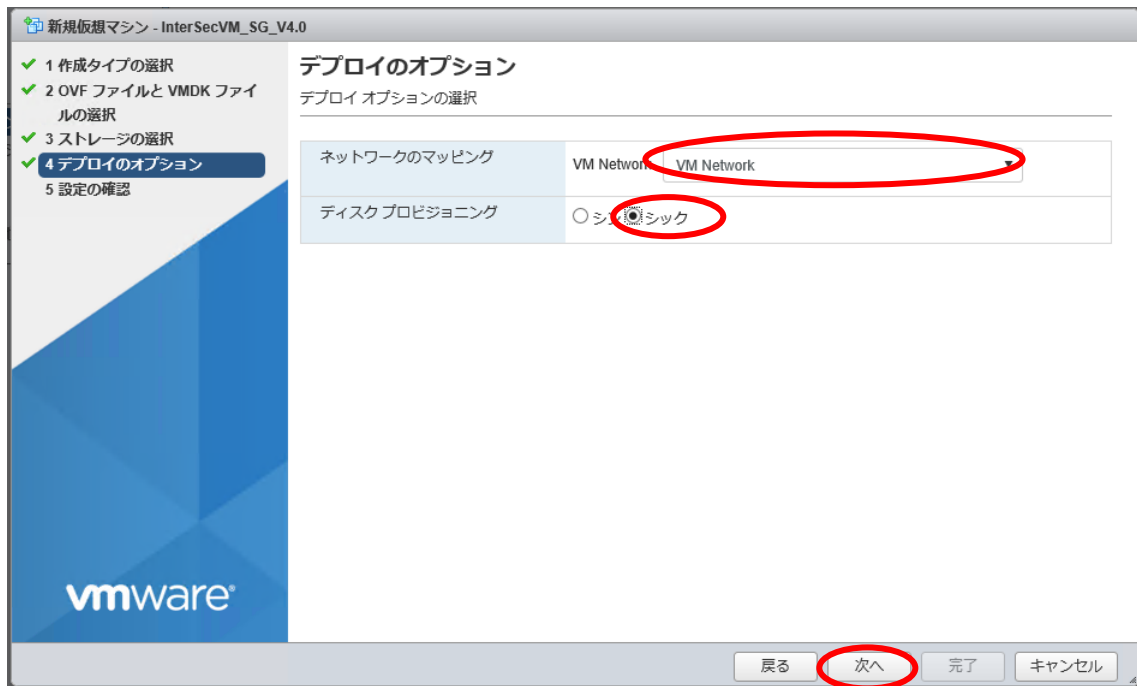 新規仮想マシン - InterSecVM_SG_V4.0
1 作成タイプの選択
2 OVF ファイルと VMDK ファイ
ルの選択
3 ストレージの選択
4 デプロイのオプション
5 設定の確認
デプロイのオプション
デプロイ オプションの選択
ネットワークのマッピング
VM Network
VM Network
ディスク プロビジョニング
シン
シック
vmware®
戻る
次へ
完了
キャンセル